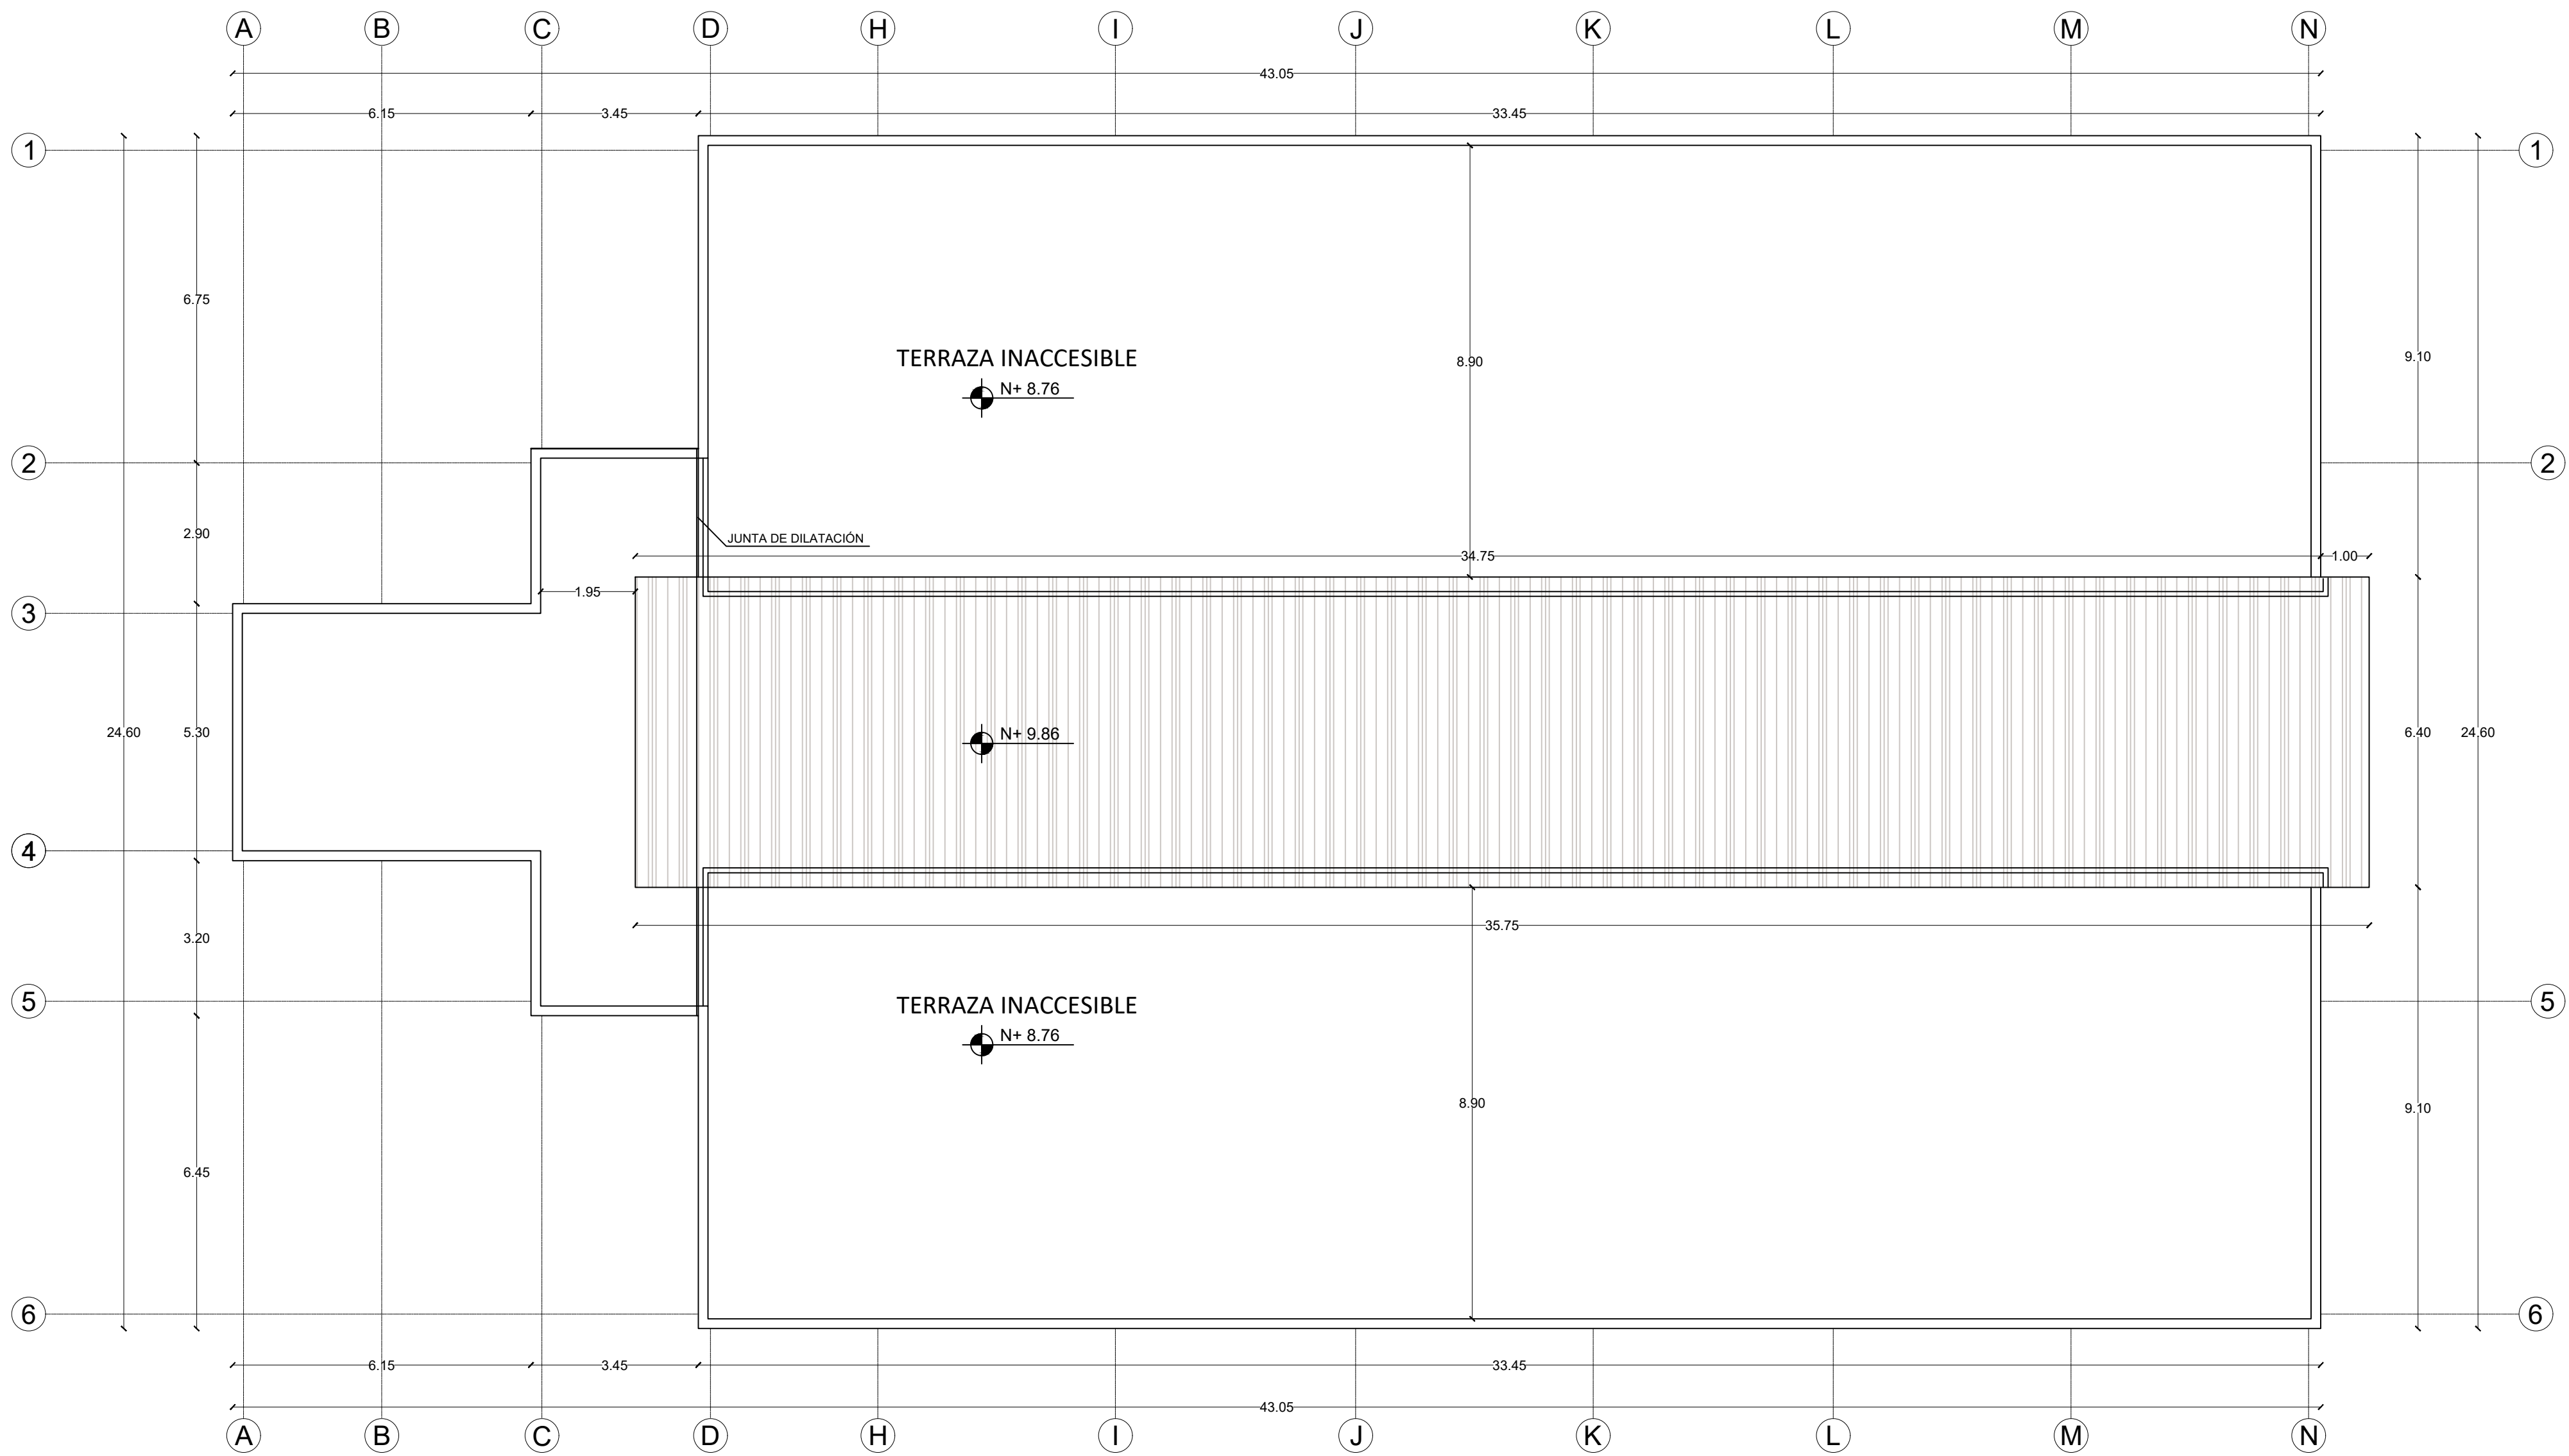 A B C D H I J K L M N
43.05
6.15 3.45 33.45
1 1
6.75
TERRAZA INACCESIBLE
8.90
9.10
N+ 8.76
2 2
2.90
JUNTA DE DILATACIÓN
34.75 1.00
1.95
3
24.60 5.30
N+ 9.86
6.40 24.60
4
35.75
3.20
5 5
TERRAZA INACCESIBLE
N+ 8.76
8.90
9.10
6.45
6 6
6.15 3.45 33.45
43.05
A B C D H I J K L M N